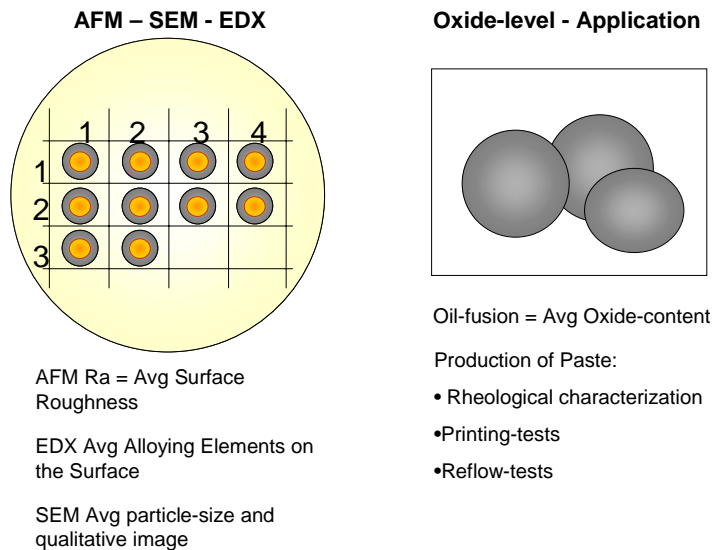 AFM – SEM - EDX
1 2 3 4
1
2
3
AFM Ra = Avg Surface
Roughness
EDX Avg Alloying Elements on
the Surface
SEM Avg particle-size and
qualitative image
Oxide-level - Application
Oil-fusion = Avg Oxide-content
Production of Paste:
• Rheological characterization
•Printing-tests
•Reflow-tests